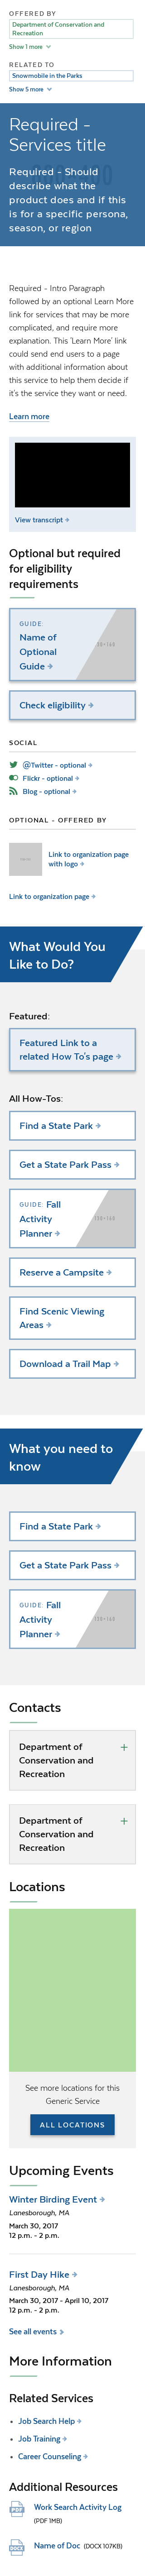 OFFERED BY
Department of Conservation and
Recreation
Show 1 more
RELATED TO
Snowmobile in the Parks
Show 5 more
Required -
Services title
Required - Should
describe what the
product does and if this
is for a specific persona,
season, or region
Required - Intro Paragraph
followed by an optional Learn More
link for services that may be more
complicated, and require more
explanation. This 'Learn More' link
could send other users to a page
with additional information about
this service to help them decide if
it's the service they want or need.
Learn more
View transcript
Optional but required
for eligibility
requirements
GUIDE:
Name of
Optional
Guide
Check eligibility
SOCIAL
@Twitter - optional
Flickr - optional
Blog - optional
OPTIONAL - OFFERED BY
Link to organization page
with logo
Link to organization page
What Would You
Like to Do?
Featured:
Featured Link to a
related How To's page
All How-Tos:
Find a State Park
Get a State Park Pass
GUIDE: Fall
Activity
Planner
Reserve a Campsite
Find Scenic Viewing
Areas
Download a Trail Map
What you need to
know
Find a State Park
Get a State Park Pass
GUIDE: Fall
Activity
Planner
Contacts
Department of
Conservation and
Recreation
Department of
Conservation and
Recreation
Locations
See more locations for this
Generic Service
ALL LOCATIONS
Upcoming Events
Winter Birding Event
Lanesborough, MA
March 30, 2017
12 p.m. - 2 p.m.
First Day Hike
Lanesborough, MA
March 30, 2017 - April 10, 2017
12 p.m. - 2 p.m.
See all events
More Information
Related Services
Job Search Help
Job Training
Career Counseling
Additional Resources
PDF Work Search Activity Log
(PDF 1MB)
DOCX Name of Doc (DOCX 107KB)